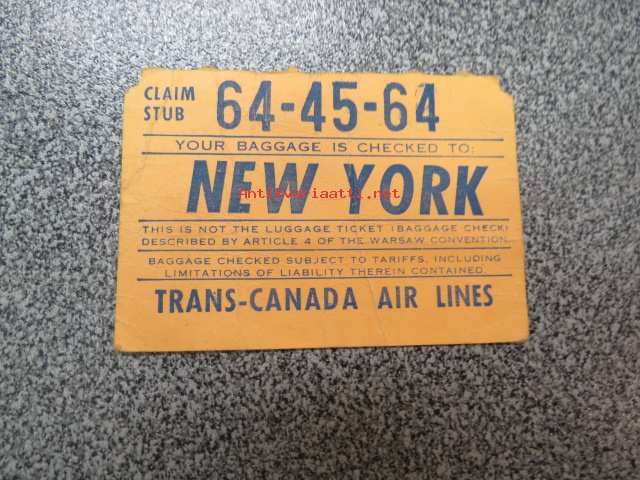 CLAIM STUB 64-45-64
YOUR BAGGAGE IS CHECKED TO:
NEW YORK
Antikvariaatti.net
THIS IS NOT THE LUGGAGE TICKET (BAGGAGE CHECK)
DESCRIBED BY ARTICLE 4 OF THE WARSAW CONVENTION.
BAGGAGE CHECKED SUBJECT TO TARIFFS, INCLUDING
LIMITATIONS OF LIABILITY THEREIN CONTAINED.
TRANS-CANADA AIR LINES